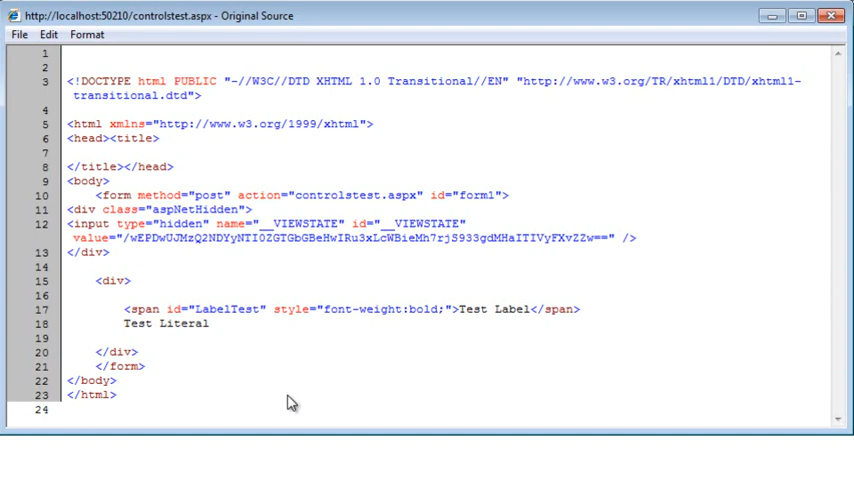 http://localhost:50210/controlstest.aspx - Original Source
File Edit Format
1
2
3 <!DOCTYPE html PUBLIC "-//W3C//DTD XHTML 1.0 Transitional//EN" "http://www.w3.org/TR/xhtml1/DTD/xhtml1-
transitional.dtd">
4
5 <html xmlns="http://www.w3.org/1999/xhtml">
6 <head><title>
7
8 </title></head>
9 <body>
10 <form method="post" action="controlstest.aspx" id="form1">
11 <div class="aspNetHidden">
12 <input type="hidden" name="__VIEWSTATE" id="__VIEWSTATE"
value="/wEPDwUJMzQ2NDYyNTI0ZGTGbGBeHwIRu3xLcWBieMh7rjS933gdMHaITIVyFXvZZw==" />
13 </div>
14
15 <div>
16
17 <span id="LabelTest" style="font-weight:bold;">Test Label</span>
18 Test Literal
19
20 </div>
21 </form>
22 </body>
23 </html>
24